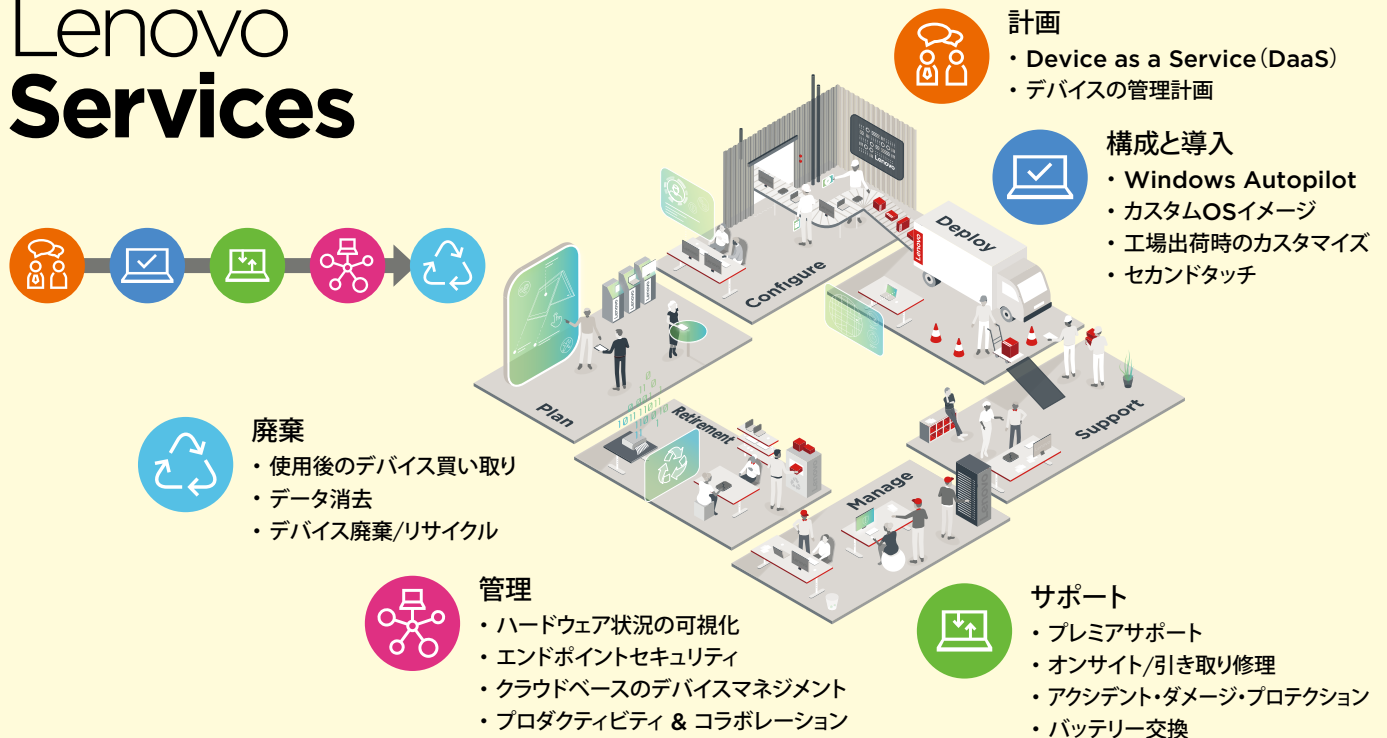 Lenovo
Services
計画
・Device as a Service（DaaS）
・デバイスの管理計画
構成と導入
・Windows Autopilot
・カスタムOSイメージ
・工場出荷時のカスタマイズ
・セカンドタッチ
Lenovo
Configure
Deploy
Lenovo
Lenovo
Lenovo
Lenovo
Plan
Retirement
Manage
Support
廃棄
・使用後のデバイス買い取り
・データ消去
・デバイス廃棄/リサイクル
管理
・ハードウェア状況の可視化
・エンドポイントセキュリティ
・クラウドベースのデバイスマネジメント
・プロダクティビティ & コラボレーション
サポート
・プレミアサポート
・オンサイト/引き取り修理
・アクシデント・ダメージ・プロテクション
・バッテリー交換